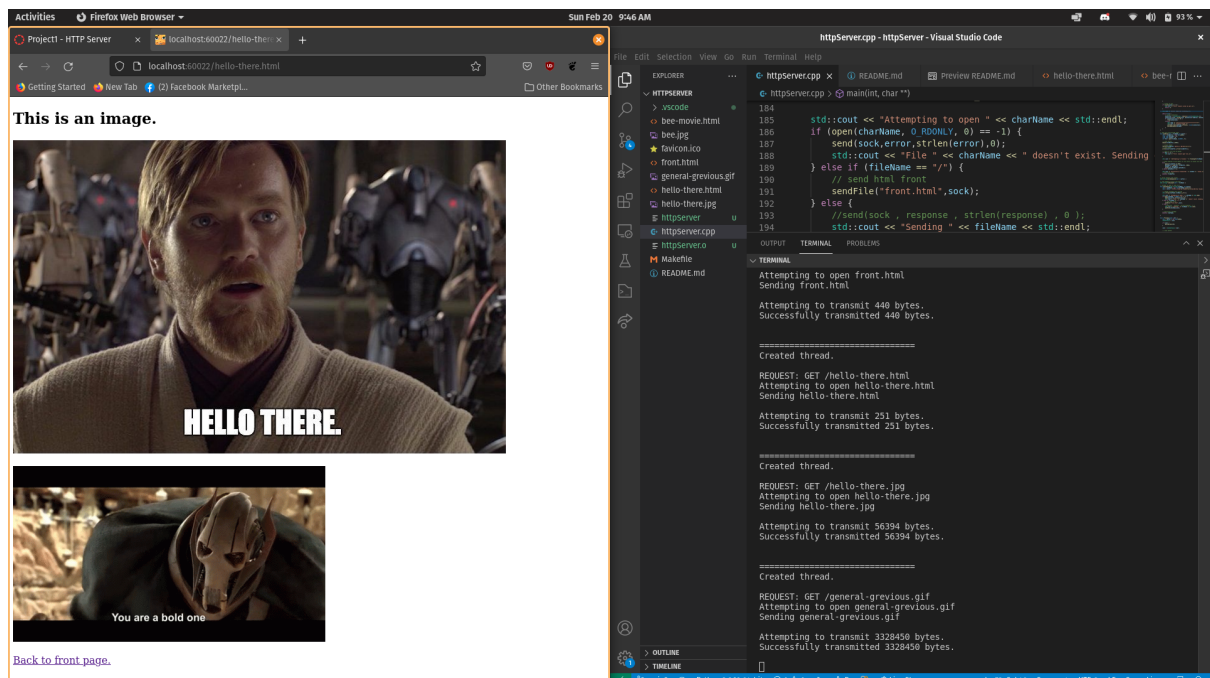 Activities
Firefox Web Browser
Sun Feb 20 9:46 AM
93 %
Project1 - HTTP Server
localhost:60022/hello-there
localhost:60022/hello-there.html
Getting Started
New Tab
(2) Facebook Marketpl...
Other Bookmarks
This is an image.
HELLO THERE.
You are a bold one
Back to front page.
httpServer.cpp - httpServer - Visual Studio Code
File Edit Selection View Go Run Terminal Help
EXPLORER
HTTPSERVER
.vscode
bee-movie.html
bee.jpg
favicon.ico
front.html
general-grevious.gif
hello-there.html
hello-there.jpg
httpServer U
httpServer.cpp
httpServer.o U
Makefile
README.md
OUTLINE
TIMELINE
httpServer.cpp
README.md
Preview README.md
hello-there.html
httpServer.cpp > main(int, char **)
184
185 std::cout << "Attempting to open " << charName << std::endl;
186 if (open(charName, O_RDONLY, 0) == -1) {
187 send(sock,error,strlen(error),0);
188 std::cout << "File " << charName << " doesn't exist. Sending
189 } else if (fileName == "/") {
190 // send html front
191 sendFile("front.html",sock);
192 } else {
193 //send(sock , response , strlen(response) , 0 );
194 std::cout << "Sending " << fileName << std::endl;
OUTPUT TERMINAL PROBLEMS
TERMINAL
Attempting to open front.html
Sending front.html
Attempting to transmit 440 bytes.
Successfully transmitted 440 bytes.
===============================
Created thread.
REQUEST: GET /hello-there.html
Attempting to open hello-there.html
Sending hello-there.html
Attempting to transmit 251 bytes.
Successfully transmitted 251 bytes.
===============================
Created thread.
REQUEST: GET /hello-there.jpg
Attempting to open hello-there.jpg
Sending hello-there.jpg
Attempting to transmit 56394 bytes.
Successfully transmitted 56394 bytes.
===============================
Created thread.
REQUEST: GET /general-grevious.gif
Attempting to open general-grevious.gif
Sending general-grevious.gif
Attempting to transmit 3328450 bytes.
Successfully transmitted 3328450 bytes.